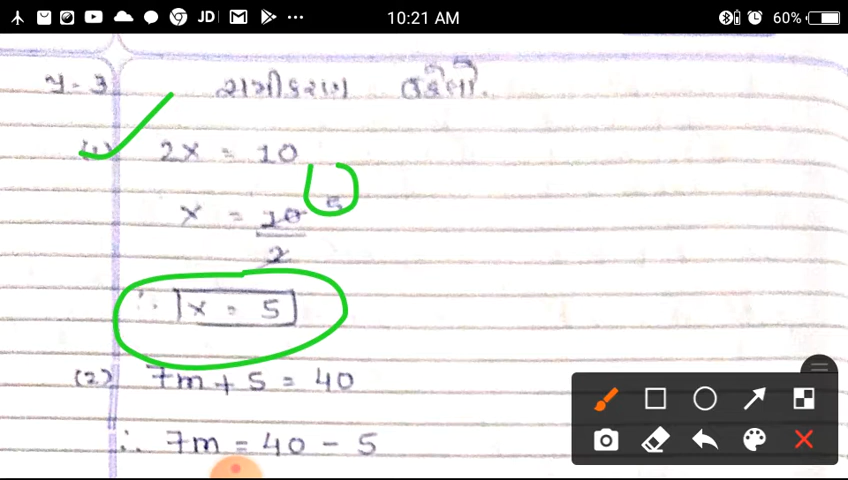 JD 10:21 AM 60%
પ્ર-3 સમીકરણ ઉકેલો.
(1) 2x = 10
x = 10 5
2
∴ x = 5
(2) 7m + 5 = 40
∴ 7m = 40 - 5